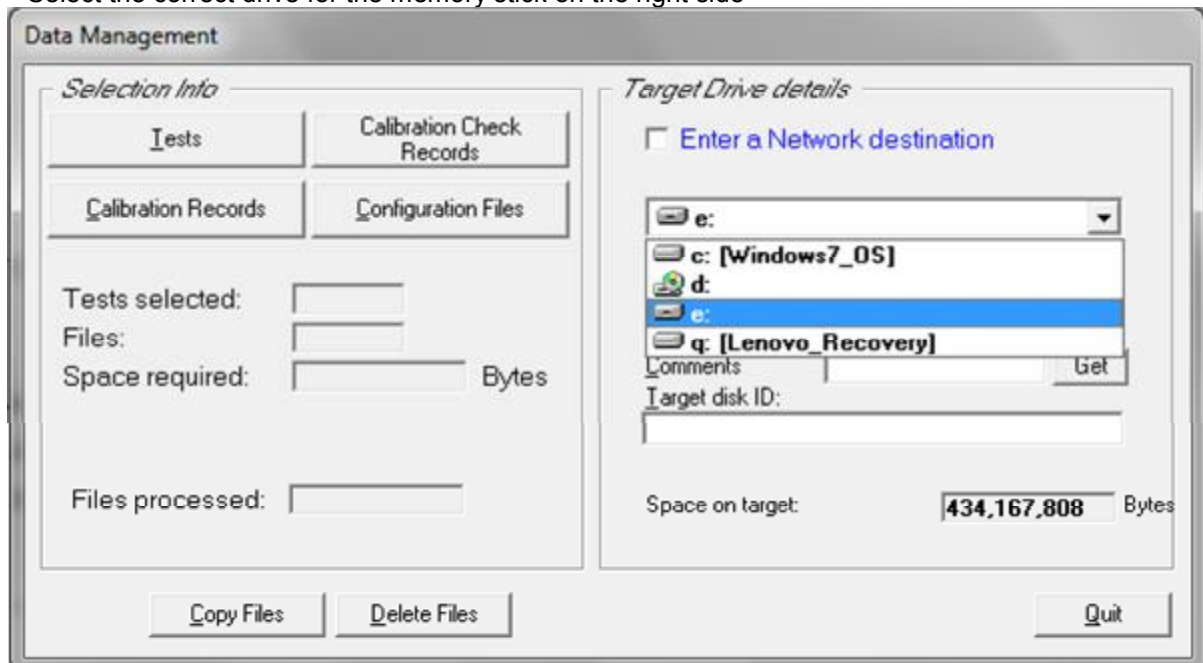 Select the correct drive for the memory stick on the right side
Data Management
Selection Info
Tests
Calibration Check
Records
Calibration Records
Configuration Files
Tests selected:
Files:
Space required:
Bytes
Files processed:
Copy Files
Delete Files
Target Drive details
Enter a Network destination
e:
c: [Windows7_OS]
d:
e:
q: [Lenovo_Recovery]
Comments
Get
Target disk ID:
Space on target:
434,167,808
Bytes
Quit